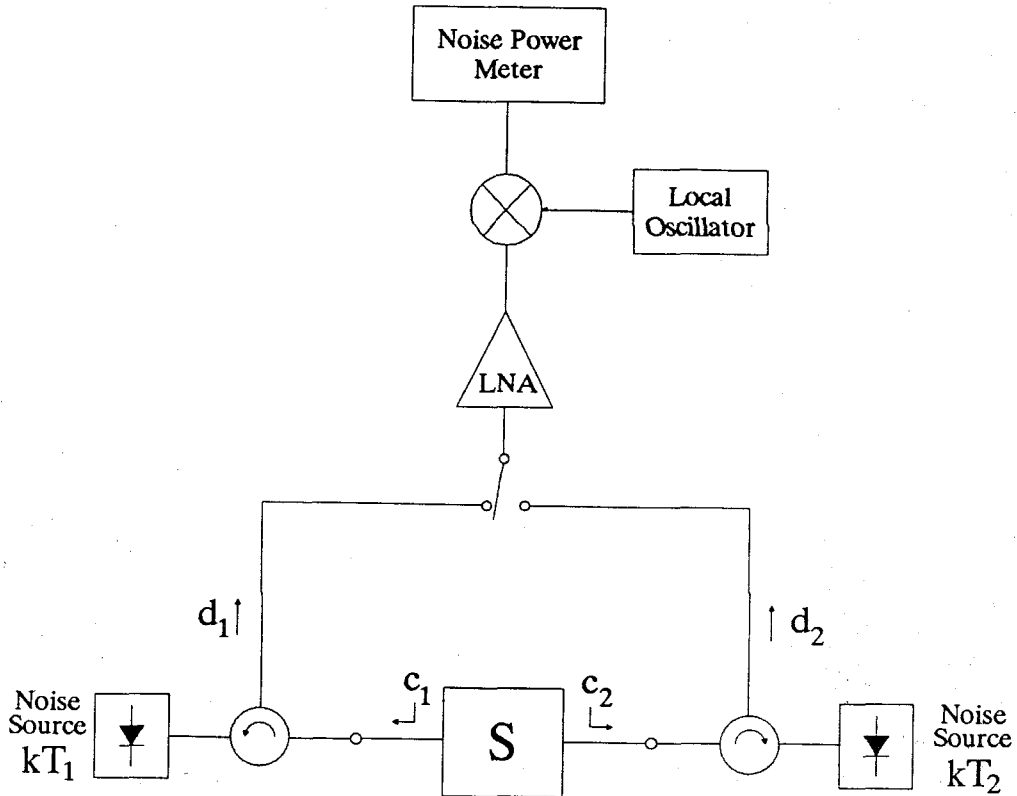 Noise Power
Meter
Local
Oscillator
LNA
d1
d2
c1
c2
S
Noise
Source
kT1
Noise
Source
kT2